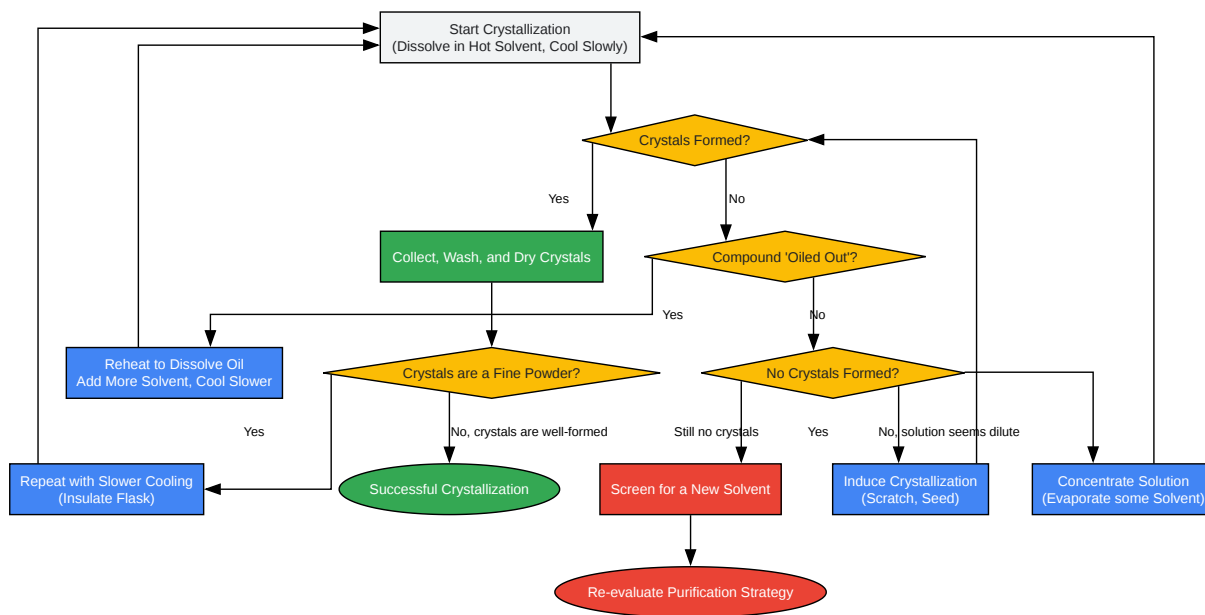 Start Crystallization
(Dissolve in Hot Solvent, Cool Slowly)
Crystals Formed?
Yes
No
Collect, Wash, and Dry Crystals
Compound 'Oiled Out'?
Yes
No
Reheat to Dissolve Oil
Add More Solvent, Cool Slower
Crystals are a Fine Powder?
No Crystals Formed?
Yes
No, crystals are well-formed
Still no crystals
Yes
No, solution seems dilute
Repeat with Slower Cooling
(Insulate Flask)
Successful Crystallization
Screen for a New Solvent
Induce Crystallization
(Scratch, Seed)
Concentrate Solution
(Evaporate some Solvent)
Re-evaluate Purification Strategy